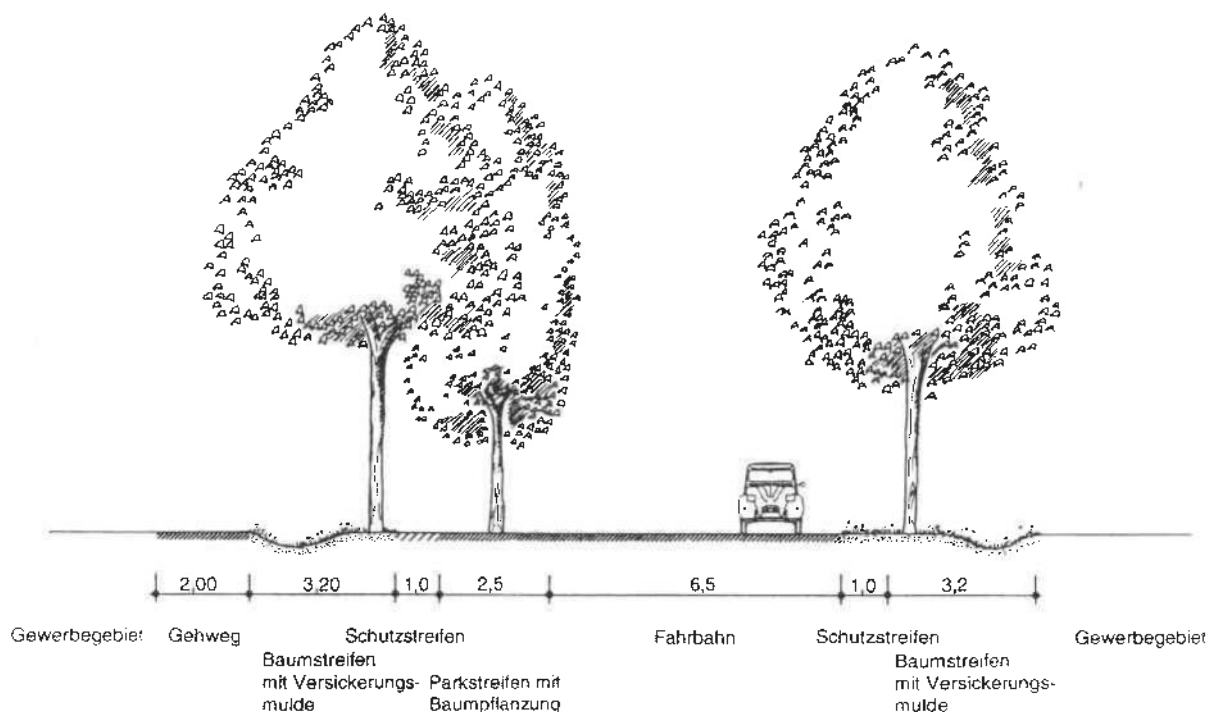 2,00 3,20 1,0 2,5 6,5 1,0 3,2
Gewerbegebiet Gehweg Schutzstreifen Fahrbahn Schutzstreifen Gewerbegebiet
Baumstreifen Baumstreifen
mit Versickerungs- Parkstreifen mit mit Versickerungs-
mulde Baumpflanzung mulde